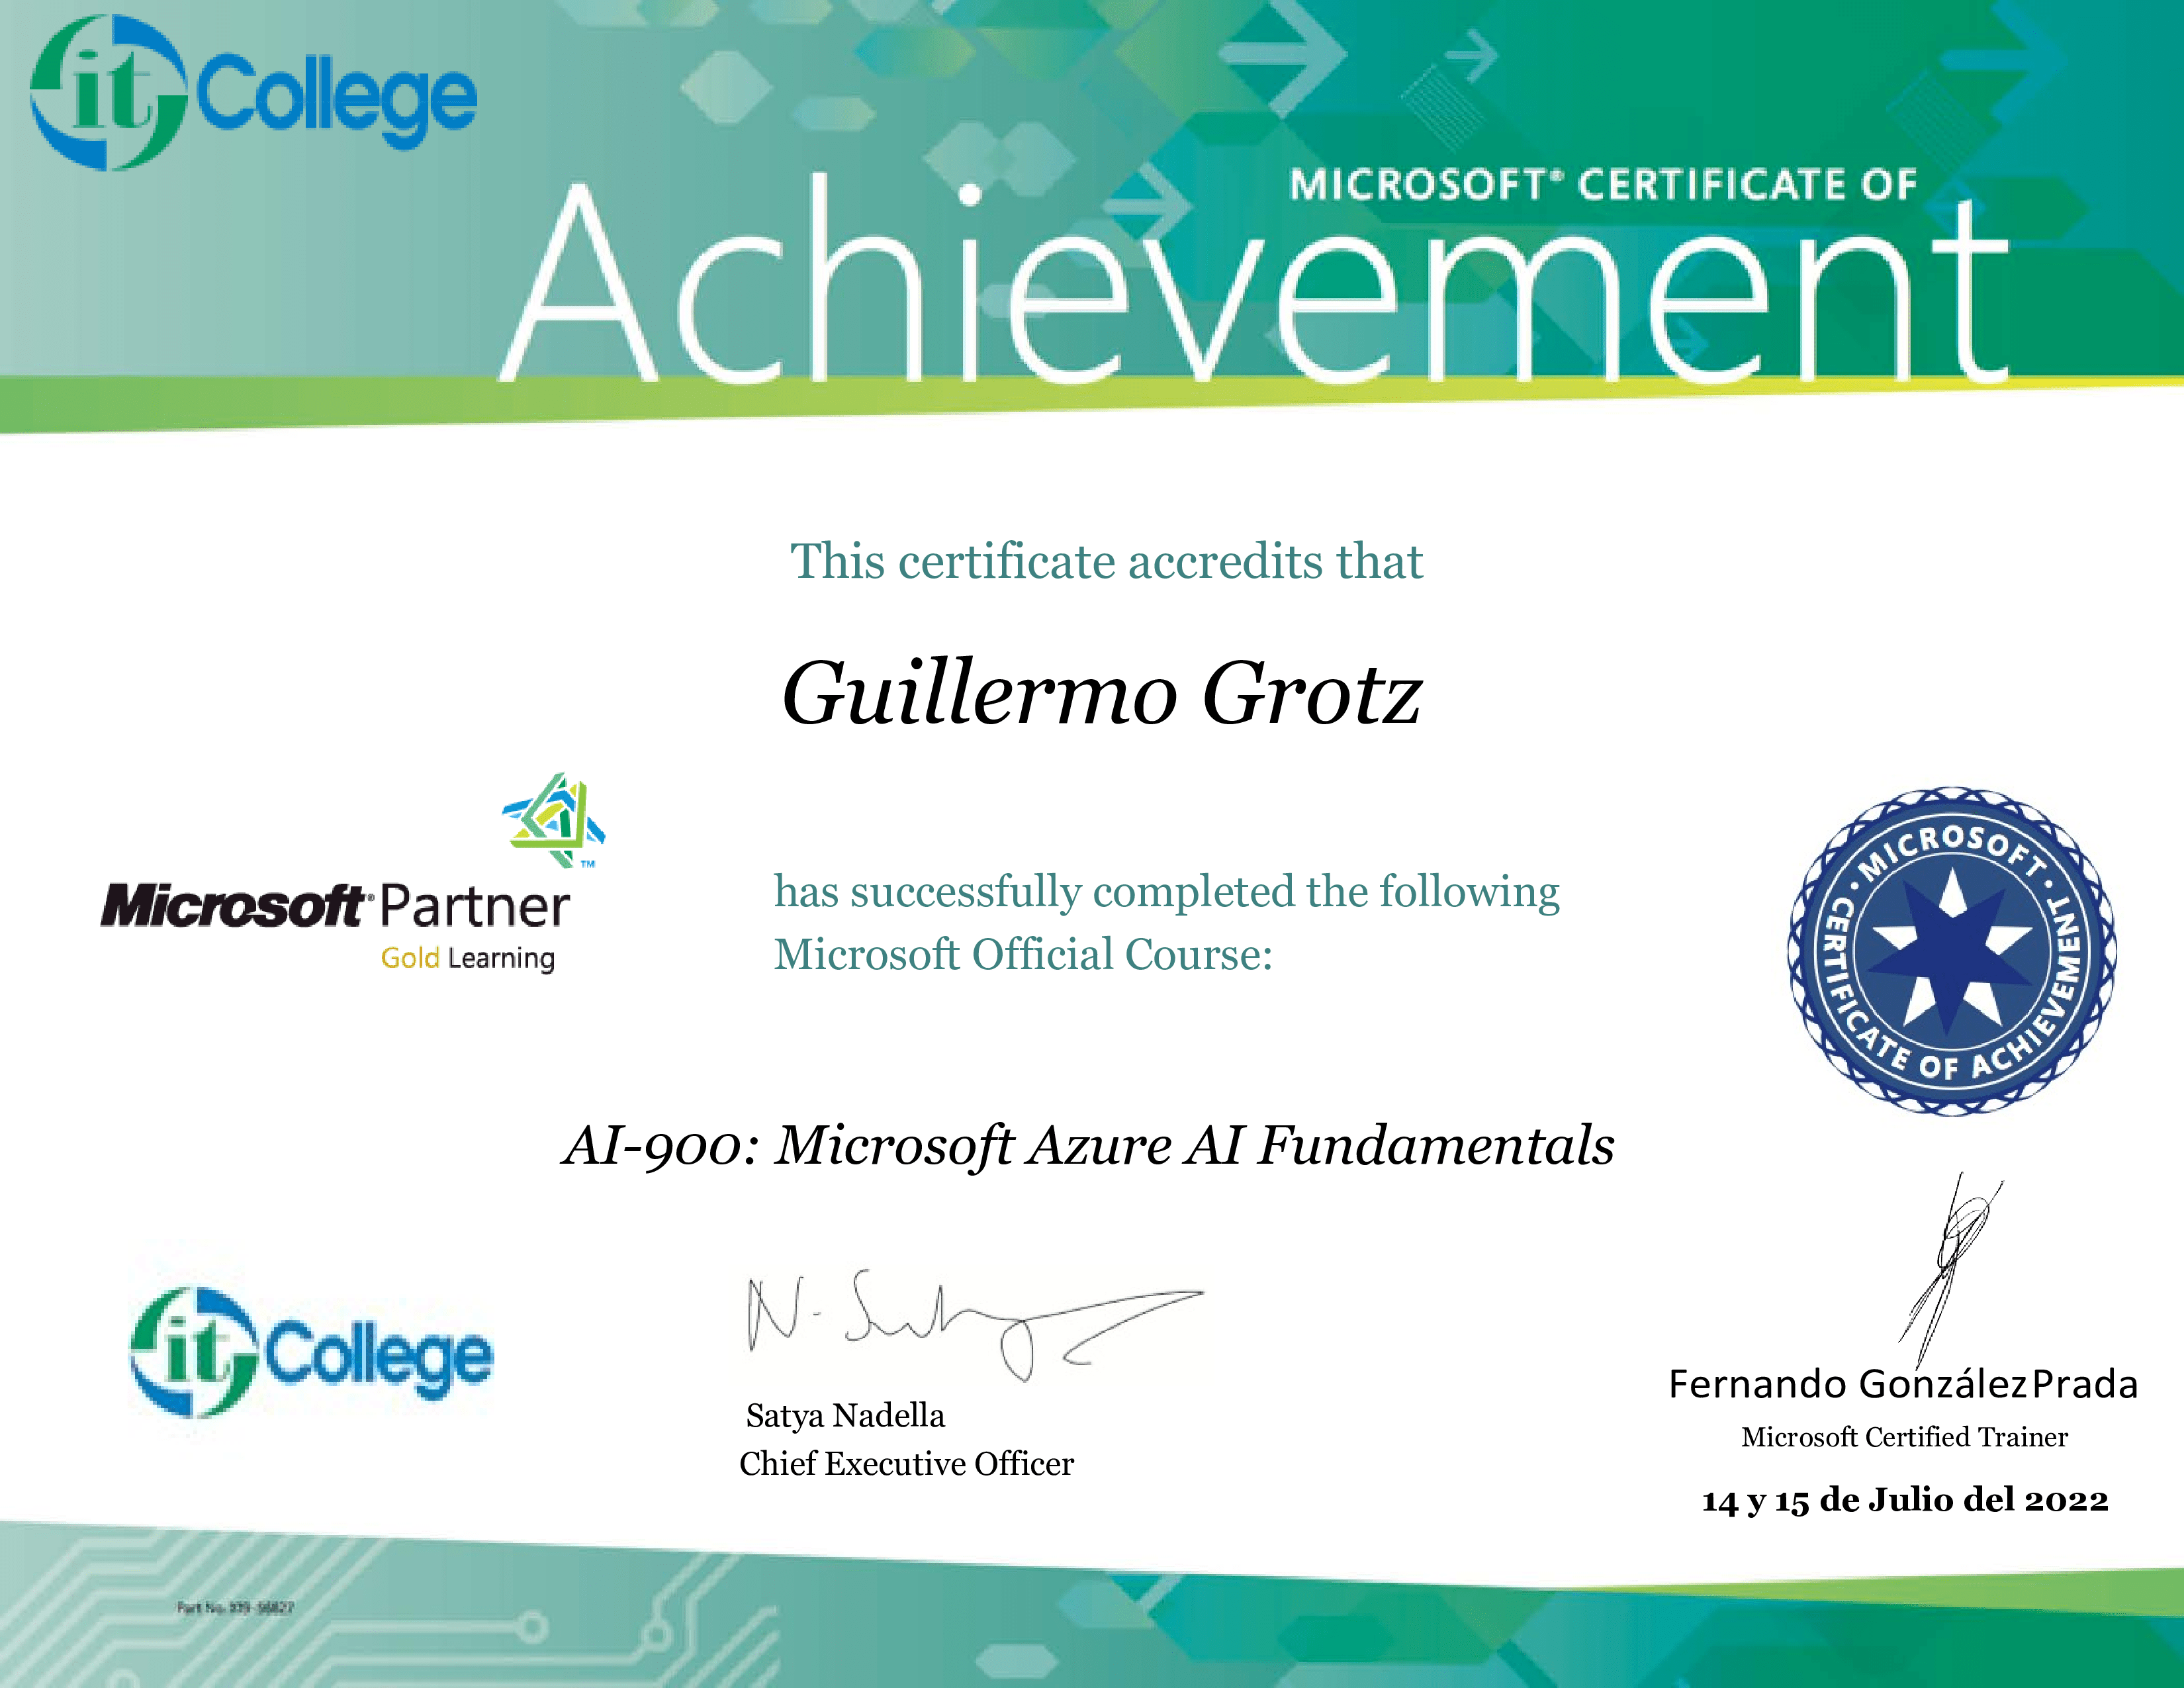 it College
MICROSOFT® CERTIFICATE OF
Achievement
This certificate accredits that
Guillermo Grotz
TM
Microsoft® Partner
Gold Learning
has successfully completed the following
Microsoft Official Course:
• MICROSOFT •
CERTIFICATE OF ACHIEVEMENT
AI-900: Microsoft Azure AI Fundamentals
it College
N. Satya
Satya Nadella
Chief Executive Officer
Fernando González Prada
Microsoft Certified Trainer
14 y 15 de Julio del 2022
Part No.